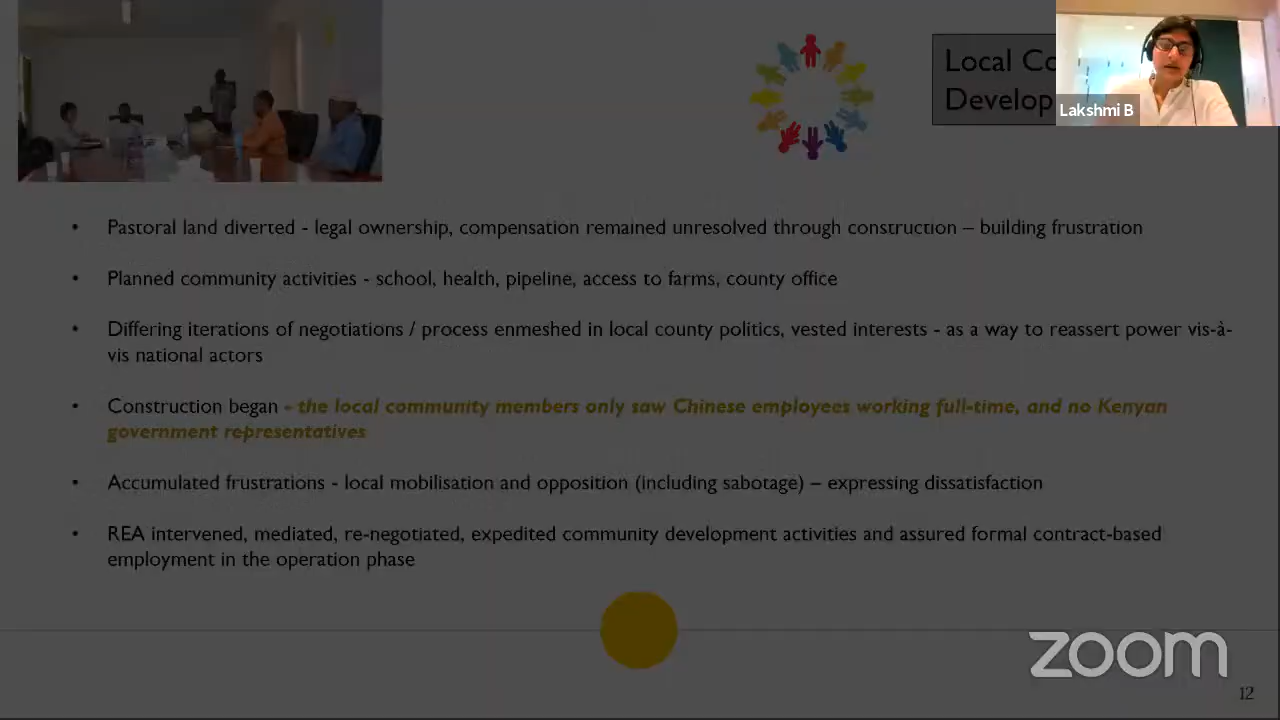 Local Co
Develop
Lakshmi B
• Pastoral land diverted - legal ownership, compensation remained unresolved through construction – building frustration
• Planned community activities - school, health, pipeline, access to farms, county office
• Differing iterations of negotiations / process enmeshed in local county politics, vested interests - as a way to reassert power vis-à-
vis national actors
• Construction began - the local community members only saw Chinese employees working full-time, and no Kenyan
government representatives
• Accumulated frustrations - local mobilisation and opposition (including sabotage) – expressing dissatisfaction
• REA intervened, mediated, re-negotiated, expedited community development activities and assured formal contract-based
employment in the operation phase
zoom
12